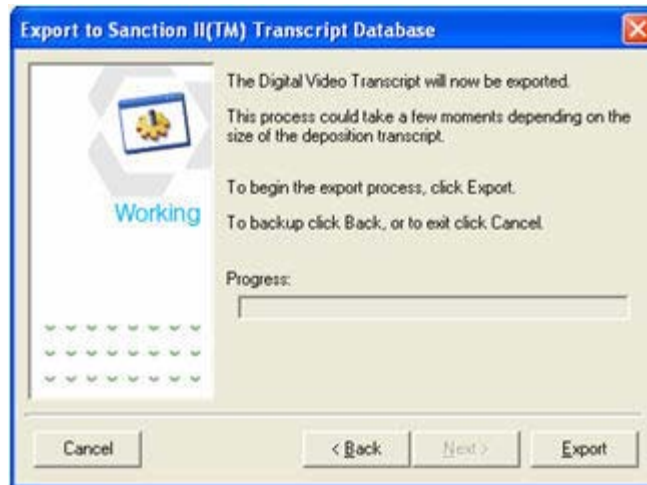 Export to Sanction II(TM) Transcript Database
The Digital Video Transcript will now be exported.
This process could take a few moments depending on the
size of the deposition transcript.
To begin the export process, click Export.
Working
To backup click Back, or to exit click Cancel.
Progress:
Cancel
< Back
Next >
Export